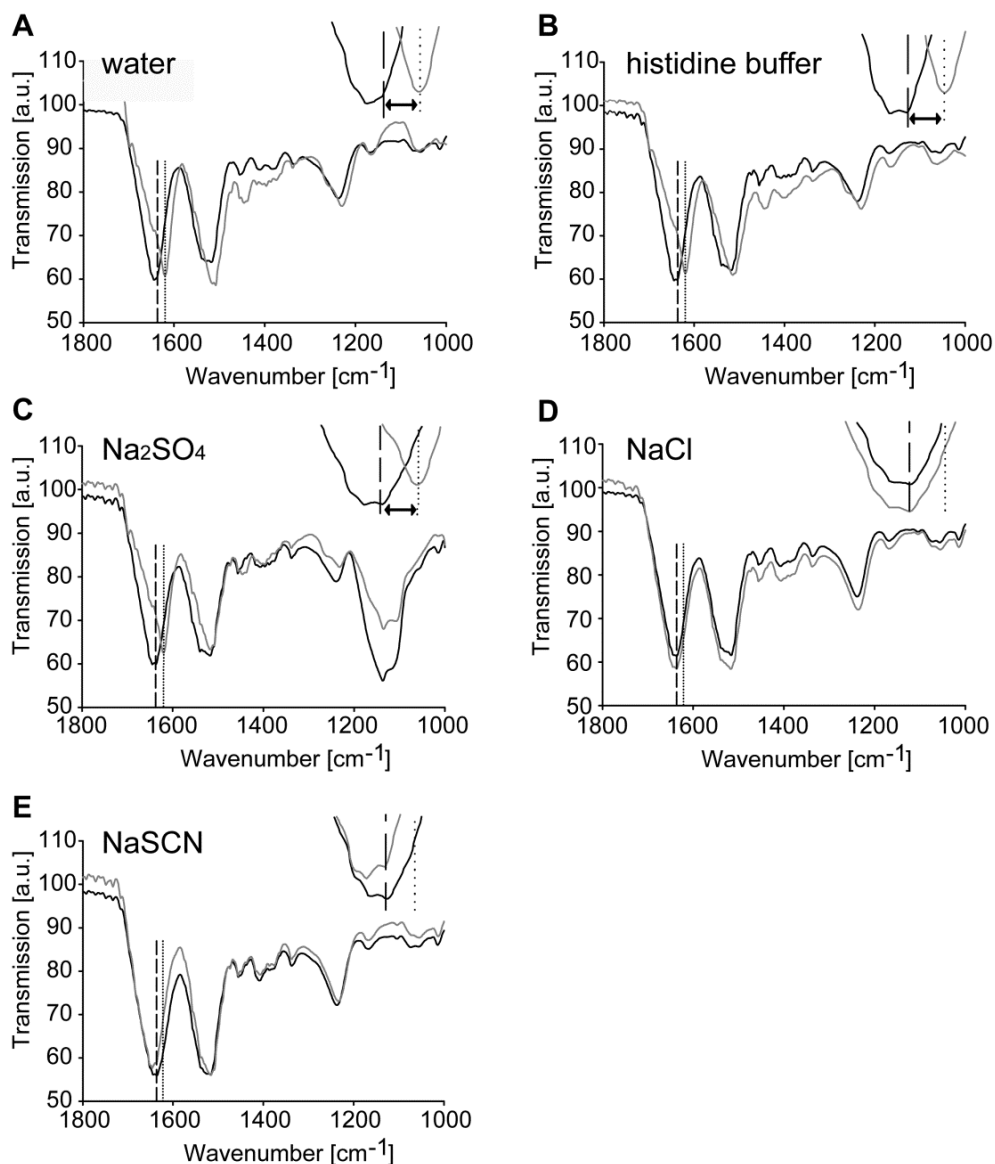 A
water
110
100
90
80
70
60
50
Transmission [a.u.]
1800 1600 1400 1200 1000
Wavenumber [cm-1]
B
histidine buffer
110
100
90
80
70
60
50
Transmission [a.u.]
1800 1600 1400 1200 1000
Wavenumber [cm-1]
C
Na2SO4
110
100
90
80
70
60
50
Transmission [a.u.]
1800 1600 1400 1200 1000
Wavenumber [cm-1]
D
NaCl
110
100
90
80
70
60
50
Transmission [a.u.]
1800 1600 1400 1200 1000
Wavenumber [cm-1]
E
NaSCN
110
100
90
80
70
60
50
Transmission [a.u.]
1800 1600 1400 1200 1000
Wavenumber [cm-1]